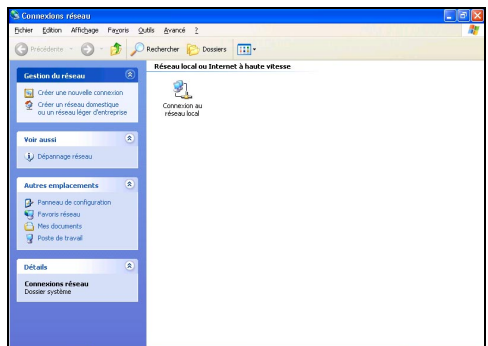 Connexions réseau
Fichier Edition Affichage Favoris Outils Avancé ?
Précédente Rechercher Dossiers
Gestion du réseau
Créer une nouvelle connexion
Créer un réseau domestique
ou un réseau léger d'entreprise
Voir aussi
Dépannage réseau
Autres emplacements
Panneau de configuration
Favoris réseau
Mes documents
Poste de travail
Détails
Connexions réseau
Dossier système
Réseau local ou Internet à haute vitesse
Connexion au
réseau local